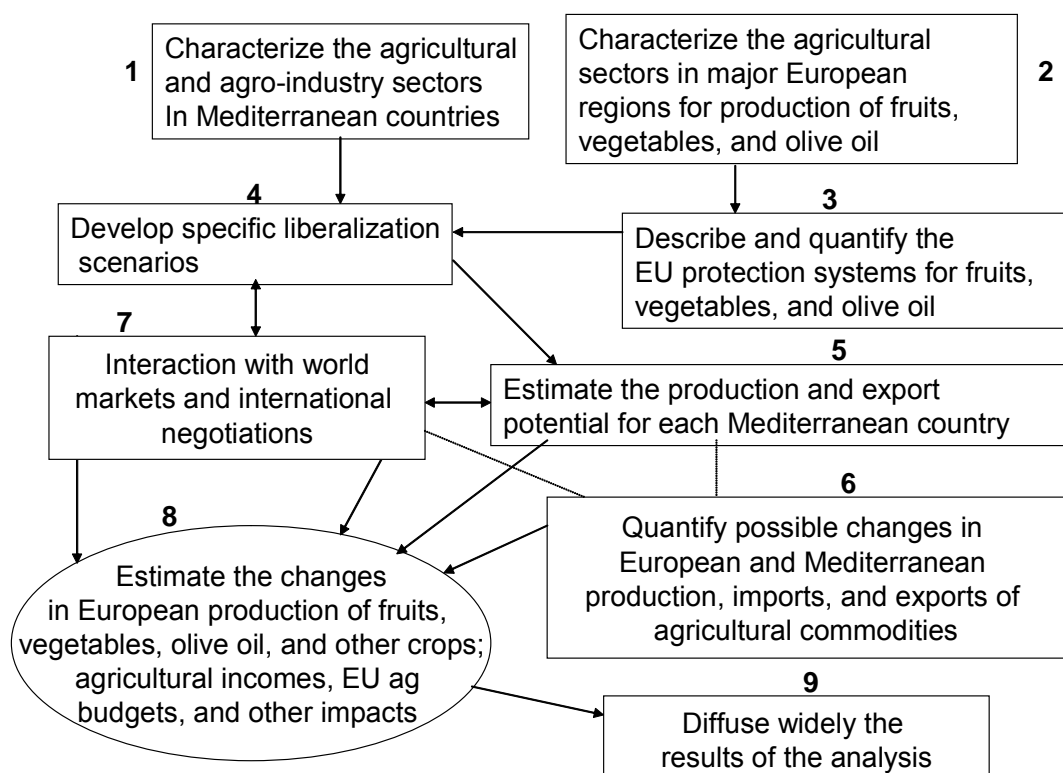 1
Characterize the agricultural
and agro-industry sectors
In Mediterranean countries
2
Characterize the agricultural
sectors in major European
regions for production of fruits,
vegetables, and olive oil
3
Describe and quantify the
EU protection systems for fruits,
vegetables, and olive oil
4
Develop specific liberalization
scenarios
7
Interaction with world
markets and international
negotiations
5
Estimate the production and export
potential for each Mediterranean country
6
Quantify possible changes in
European and Mediterranean
production, imports, and exports of
agricultural commodities
8
Estimate the changes
in European production of fruits,
vegetables, olive oil, and other crops;
agricultural incomes, EU ag
budgets, and other impacts
9
Diffuse widely the
results of the analysis